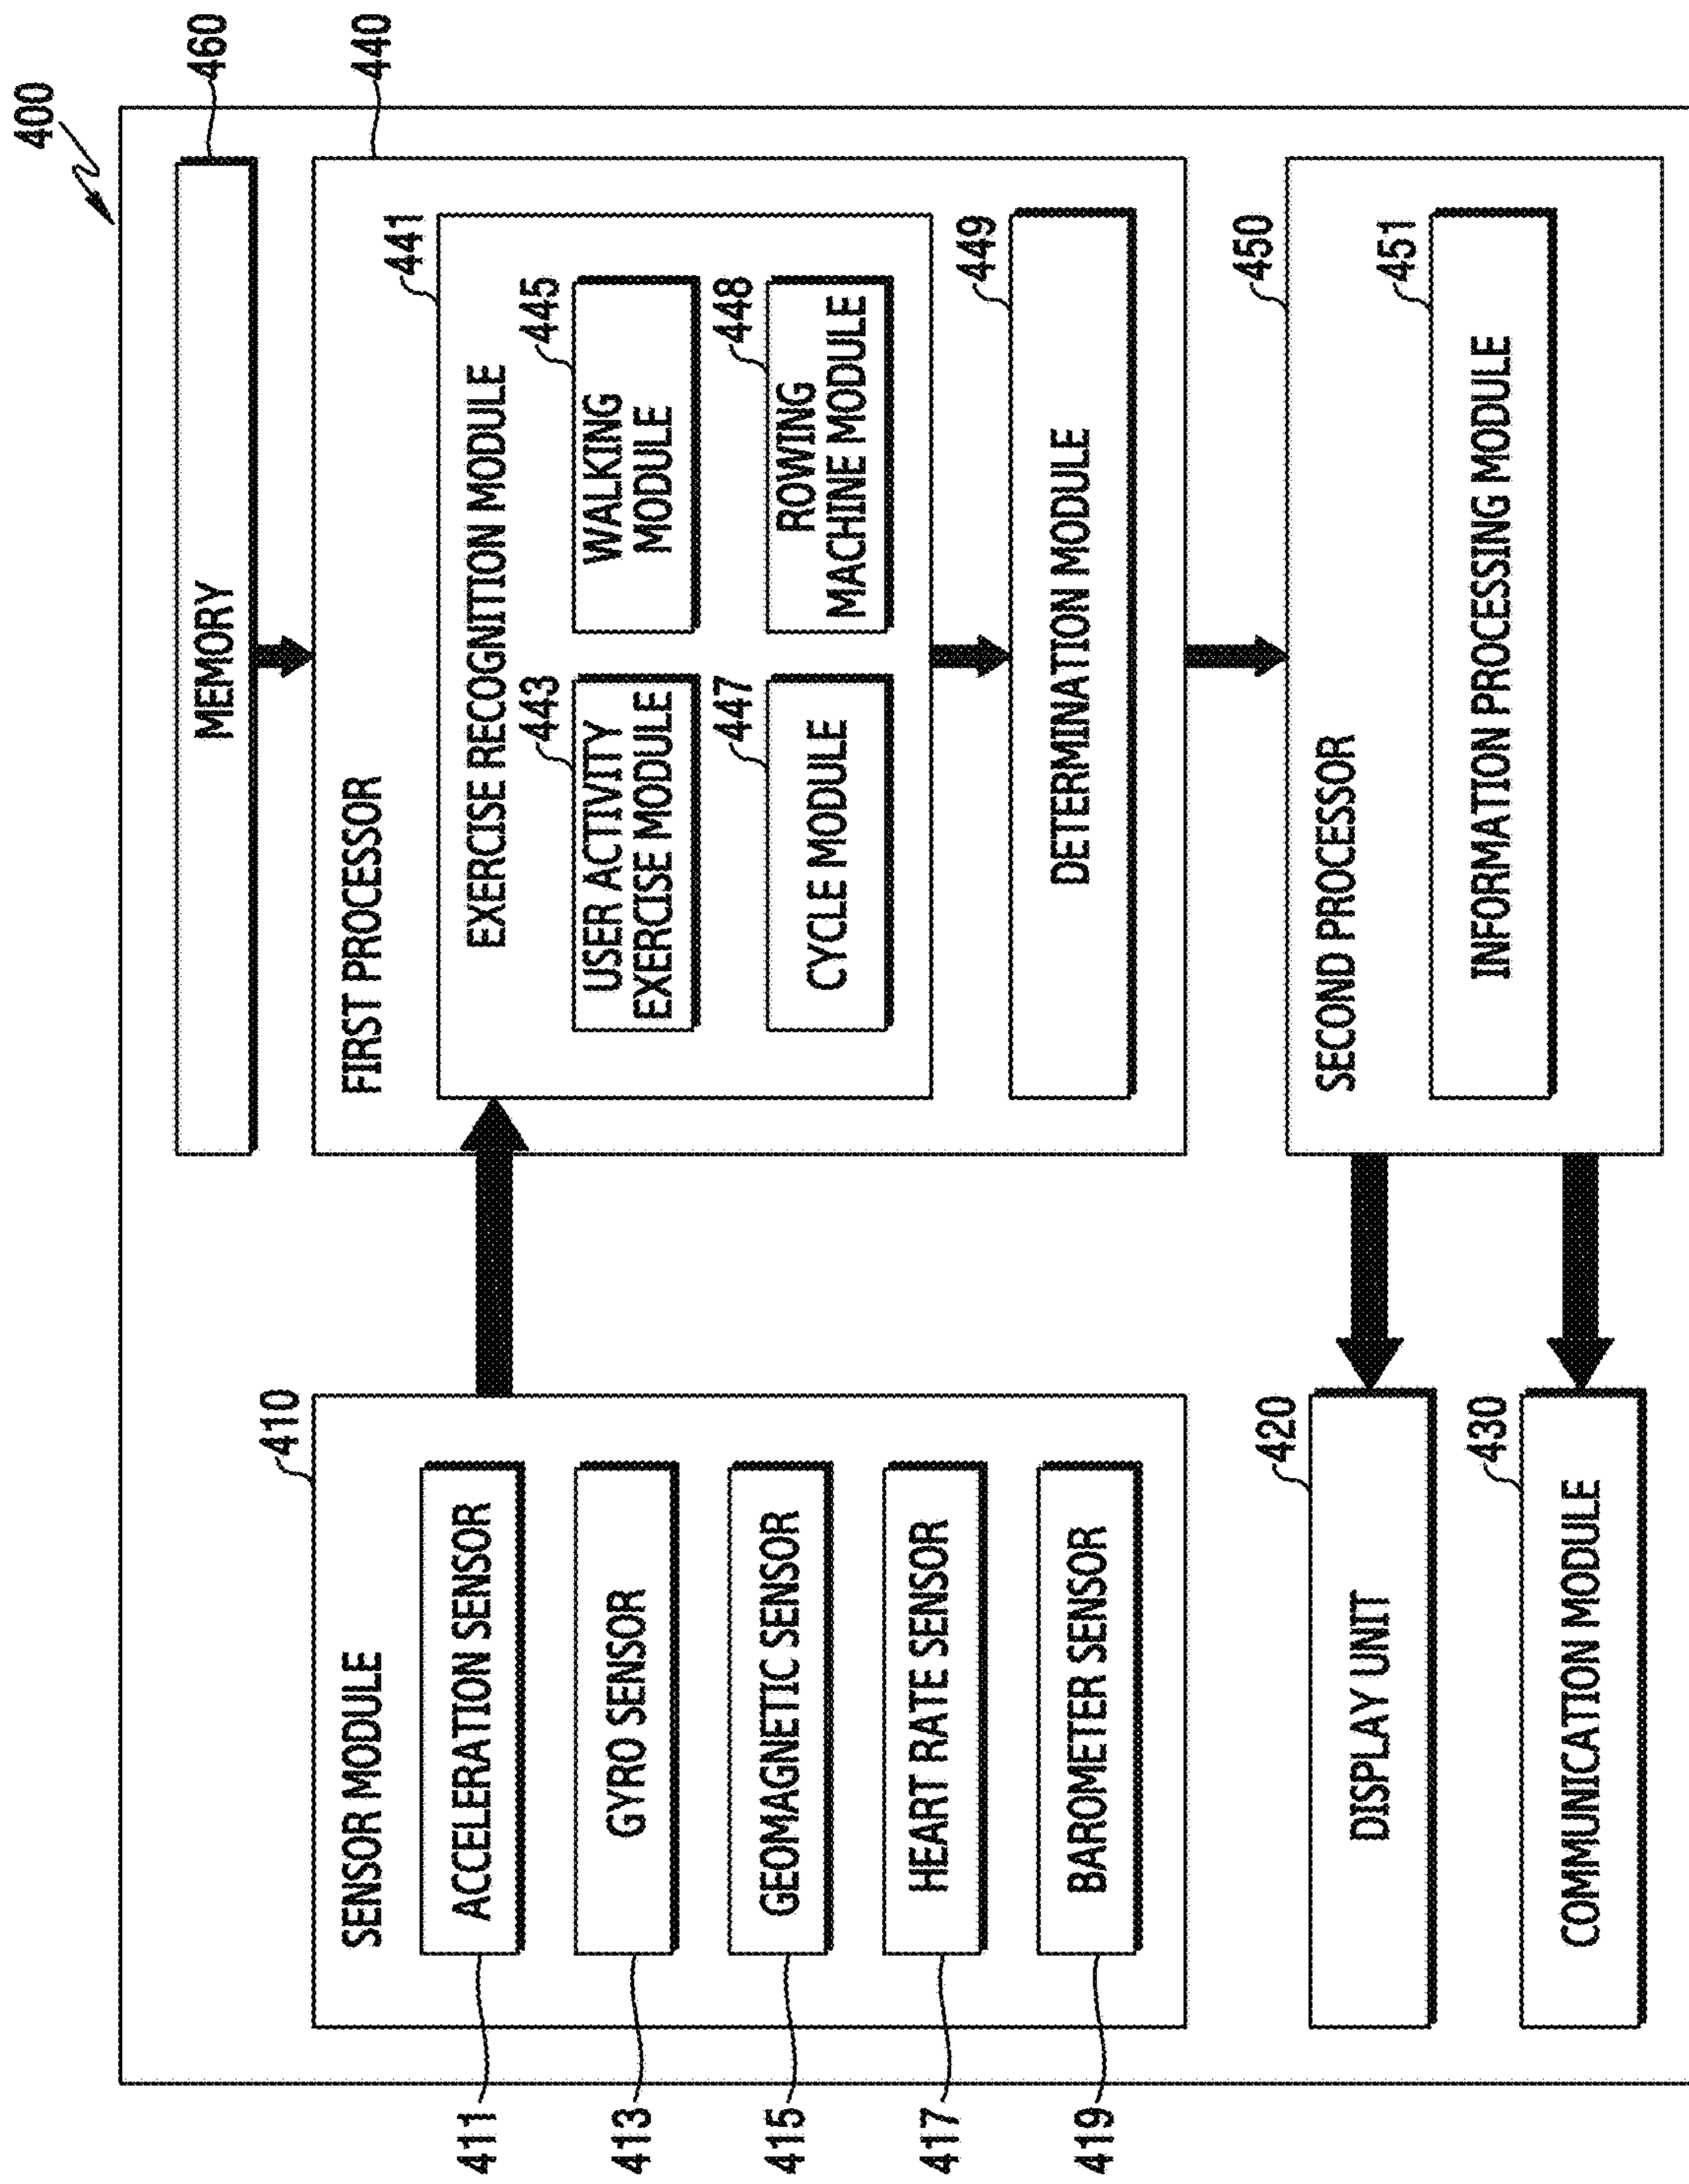 400
MEMORY
460
SENSOR MODULE
410
ACCELERATION SENSOR
411
GYRO SENSOR
413
GEOMAGNETIC SENSOR
415
HEART RATE SENSOR
417
BAROMETER SENSOR
419
FIRST PROCESSOR
440
EXERCISE RECOGNITION MODULE
441
USER ACTIVITY
EXERCISE MODULE
443
WALKING
MODULE
445
CYCLE MODULE
447
ROWING
MACHINE MODULE
448
DETERMINATION MODULE
449
DISPLAY UNIT
420
COMMUNICATION MODULE
430
SECOND PROCESSOR
450
INFORMATION PROCESSING MODULE
451